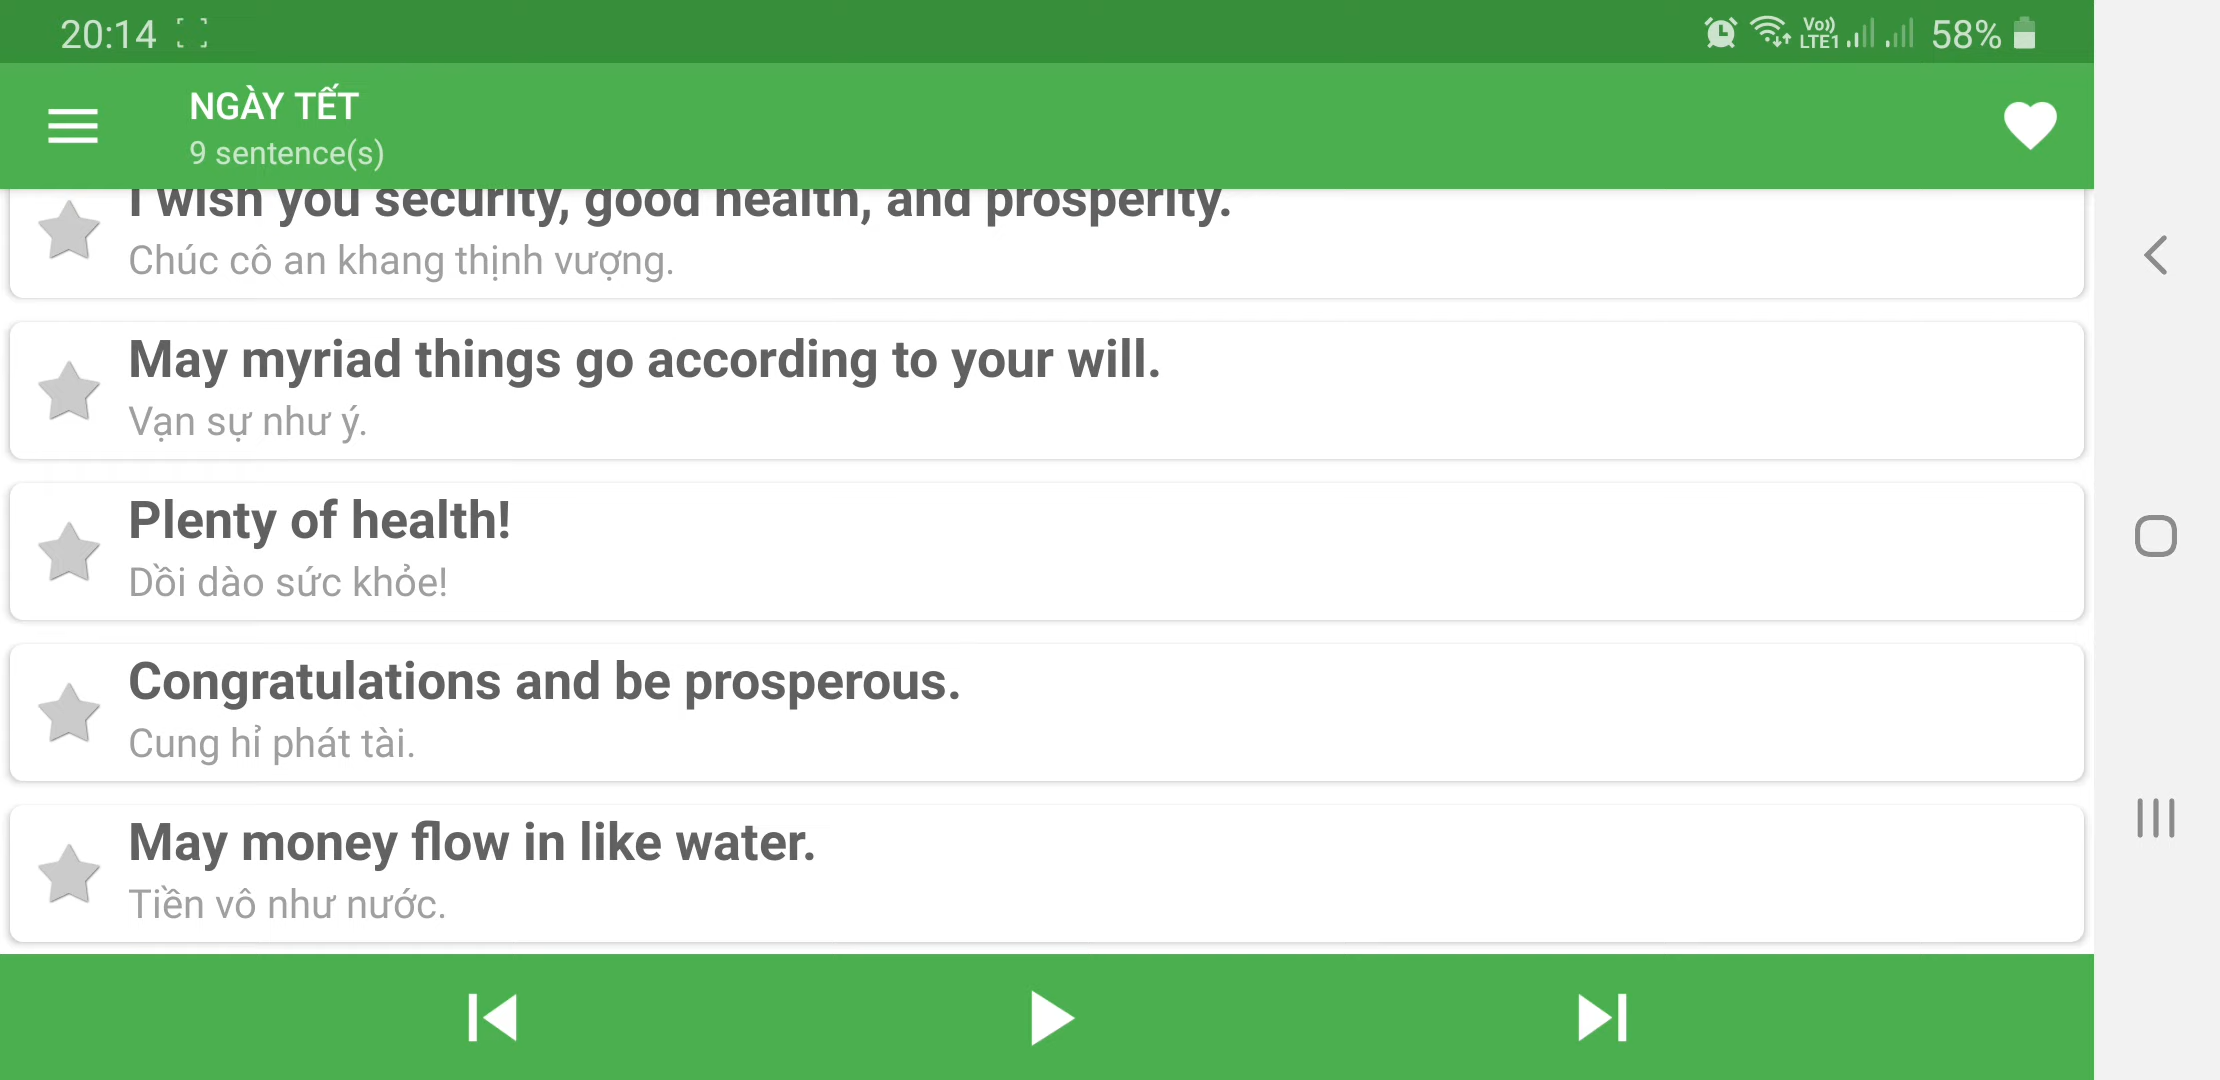 20:14
Vo))
LTE1
58%
NGÀY TẾT
9 sentence(s)
I wish you security, good health, and prosperity.
Chúc cô an khang thịnh vượng.
May myriad things go according to your will.
Vạn sự như ý.
Plenty of health!
Dồi dào sức khỏe!
Congratulations and be prosperous.
Cung hỉ phát tài.
May money flow in like water.
Tiền vô như nước.